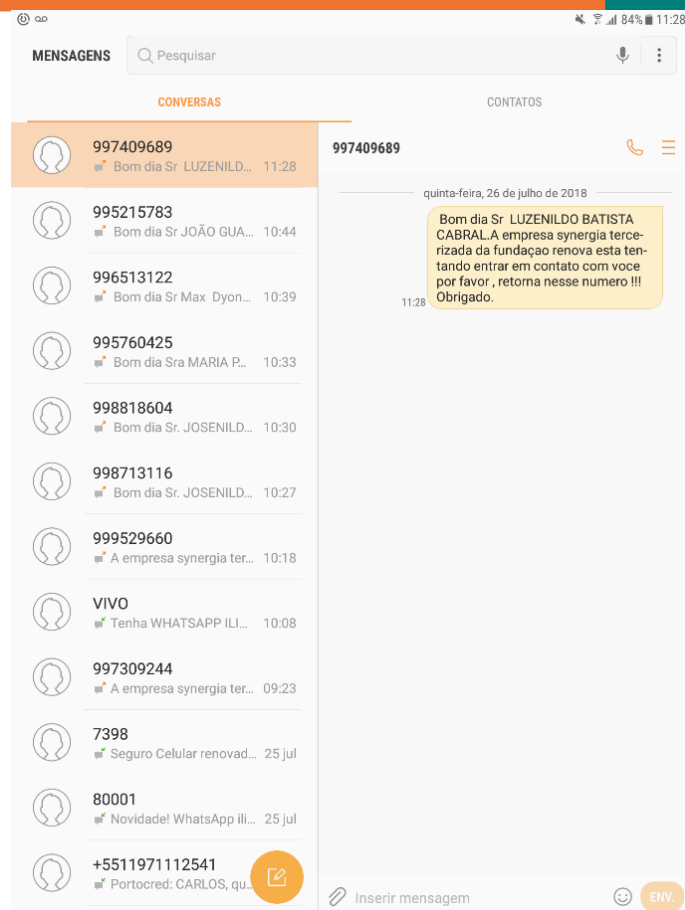 84% 11:28
MENSAGENS
Pesquisar
CONVERSAS
CONTATOS
997409689
Bom dia Sr LUZENILD... 11:28
995215783
Bom dia Sr JOÃO GUA... 10:44
996513122
Bom dia Sr Max Dyon... 10:39
995760425
Bom dia Sra MARIA P... 10:33
998818604
Bom dia Sr. JOSENILD... 10:30
998713116
Bom dia Sr. JOSENILD... 10:27
999529660
A empresa synergia ter... 10:18
VIVO
Tenha WHATSAPP ILI... 10:08
997309244
A empresa synergia ter... 09:23
7398
Seguro Celular renovad... 25 jul
80001
Novidade! WhatsApp ili... 25 jul
+5511971112541
Portocred: CARLOS, qu...
997409689
quinta-feira, 26 de julho de 2018
Bom dia Sr LUZENILDO BATISTA
CABRAL.A empresa synergia terce-
rizada da fundaçao renova esta ten-
tando entrar em contato com voce
por favor , retorna nesse numero !!!
Obrigado.
11:28
Inserir mensagem
ENV.